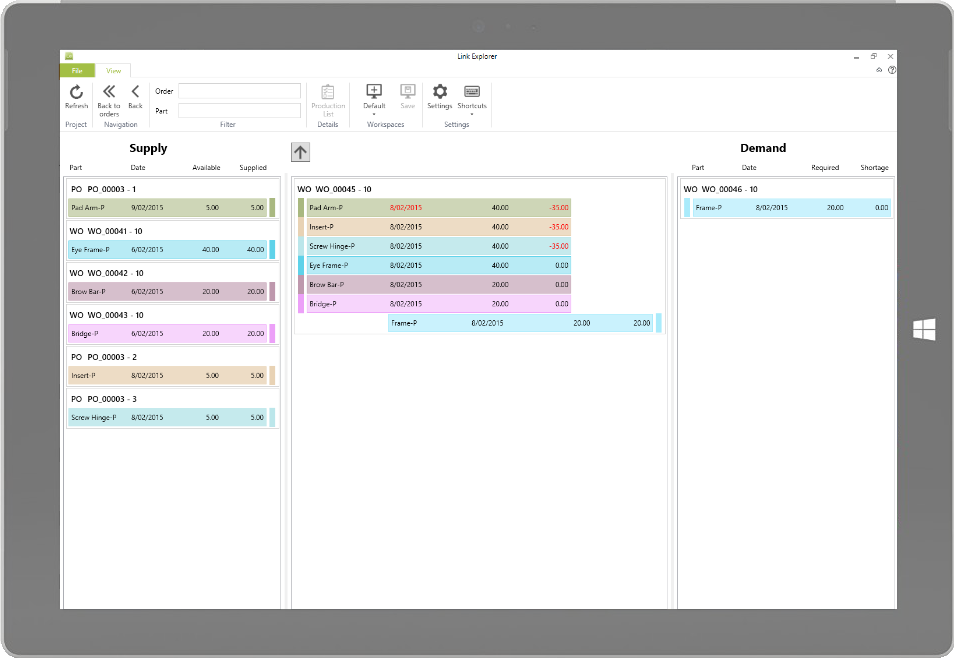 Link Explorer
File View
Refresh Back to orders Back Order Part Production List Default Save Settings Shortcuts
Project Navigation Filter Details Workspaces Settings
Supply
Part Date Available Supplied
PO PO_00003 - 1
Pad Arm-P 9/02/2015 5.00 5.00
WO WO_00041 - 10
Eye Frame-P 6/02/2015 40.00 40.00
WO WO_00042 - 10
Brow Bar-P 6/02/2015 20.00 20.00
WO WO_00043 - 10
Bridge-P 6/02/2015 20.00 20.00
PO PO_00003 - 2
Insert-P 8/02/2015 5.00 5.00
PO PO_00003 - 3
Screw Hinge-P 8/02/2015 5.00 5.00
WO WO_00045 - 10
Pad Arm-P 8/02/2015 40.00 -35.00
Insert-P 8/02/2015 40.00 -35.00
Screw Hinge-P 8/02/2015 40.00 -35.00
Eye Frame-P 8/02/2015 40.00 0.00
Brow Bar-P 8/02/2015 20.00 0.00
Bridge-P 8/02/2015 20.00 0.00
Frame-P 8/02/2015 20.00 20.00
Demand
Part Date Required Shortage
WO WO_00046 - 10
Frame-P 8/02/2015 20.00 0.00